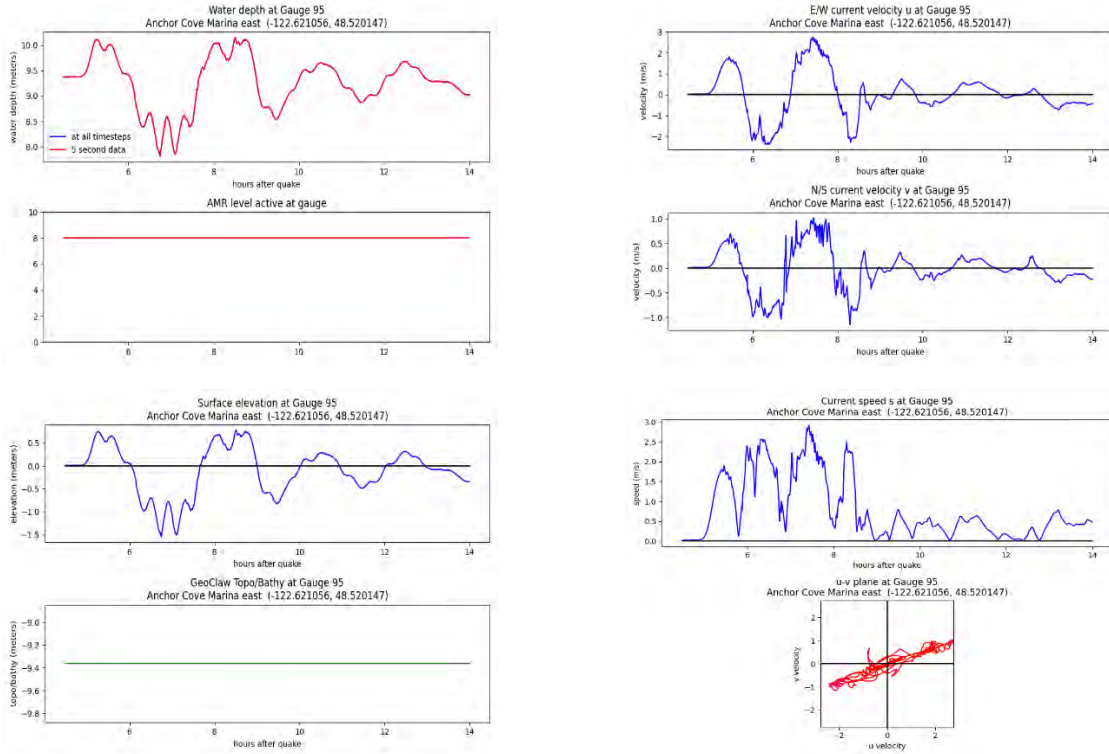 Water depth at Gauge 95
Anchor Cove Marina east (-122.621056, 48.520147)
10.0
9.5
9.0
8.5
8.0
water depth (meters)
at all timesteps
5 second data
6 8 10 12 14
hours after quake
AMR level active at gauge
10
8
6
4
2
0
6 8 10 12 14
hours after quake
Surface elevation at Gauge 95
Anchor Cove Marina east (-122.621056, 48.520147)
0.5
0.0
−0.5
−1.0
−1.5
elevation (meters)
6 8 10 12 14
hours after quake
GeoClaw Topo/Bathy at Gauge 95
Anchor Cove Marina east (-122.621056, 48.520147)
−9.0
−9.2
−9.4
−9.6
−9.8
topo/bathy (meters)
6 8 10 12 14
hours after quake
E/W current velocity u at Gauge 95
Anchor Cove Marina east (-122.621056, 48.520147)
3
2
1
0
−1
−2
velocity (m/s)
6 8 10 12 14
hours after quake
N/S current velocity v at Gauge 95
Anchor Cove Marina east (-122.621056, 48.520147)
1.0
0.5
0.0
−0.5
−1.0
velocity (m/s)
6 8 10 12 14
hours after quake
Current speed s at Gauge 95
Anchor Cove Marina east (-122.621056, 48.520147)
3.0
2.5
2.0
1.5
1.0
0.5
0.0
speed (m/s)
6 8 10 12 14
hours after quake
u-v plane at Gauge 95
Anchor Cove Marina east (-122.621056, 48.520147)
2
1
0
−1
−2
v velocity
−2 0 2
u velocity